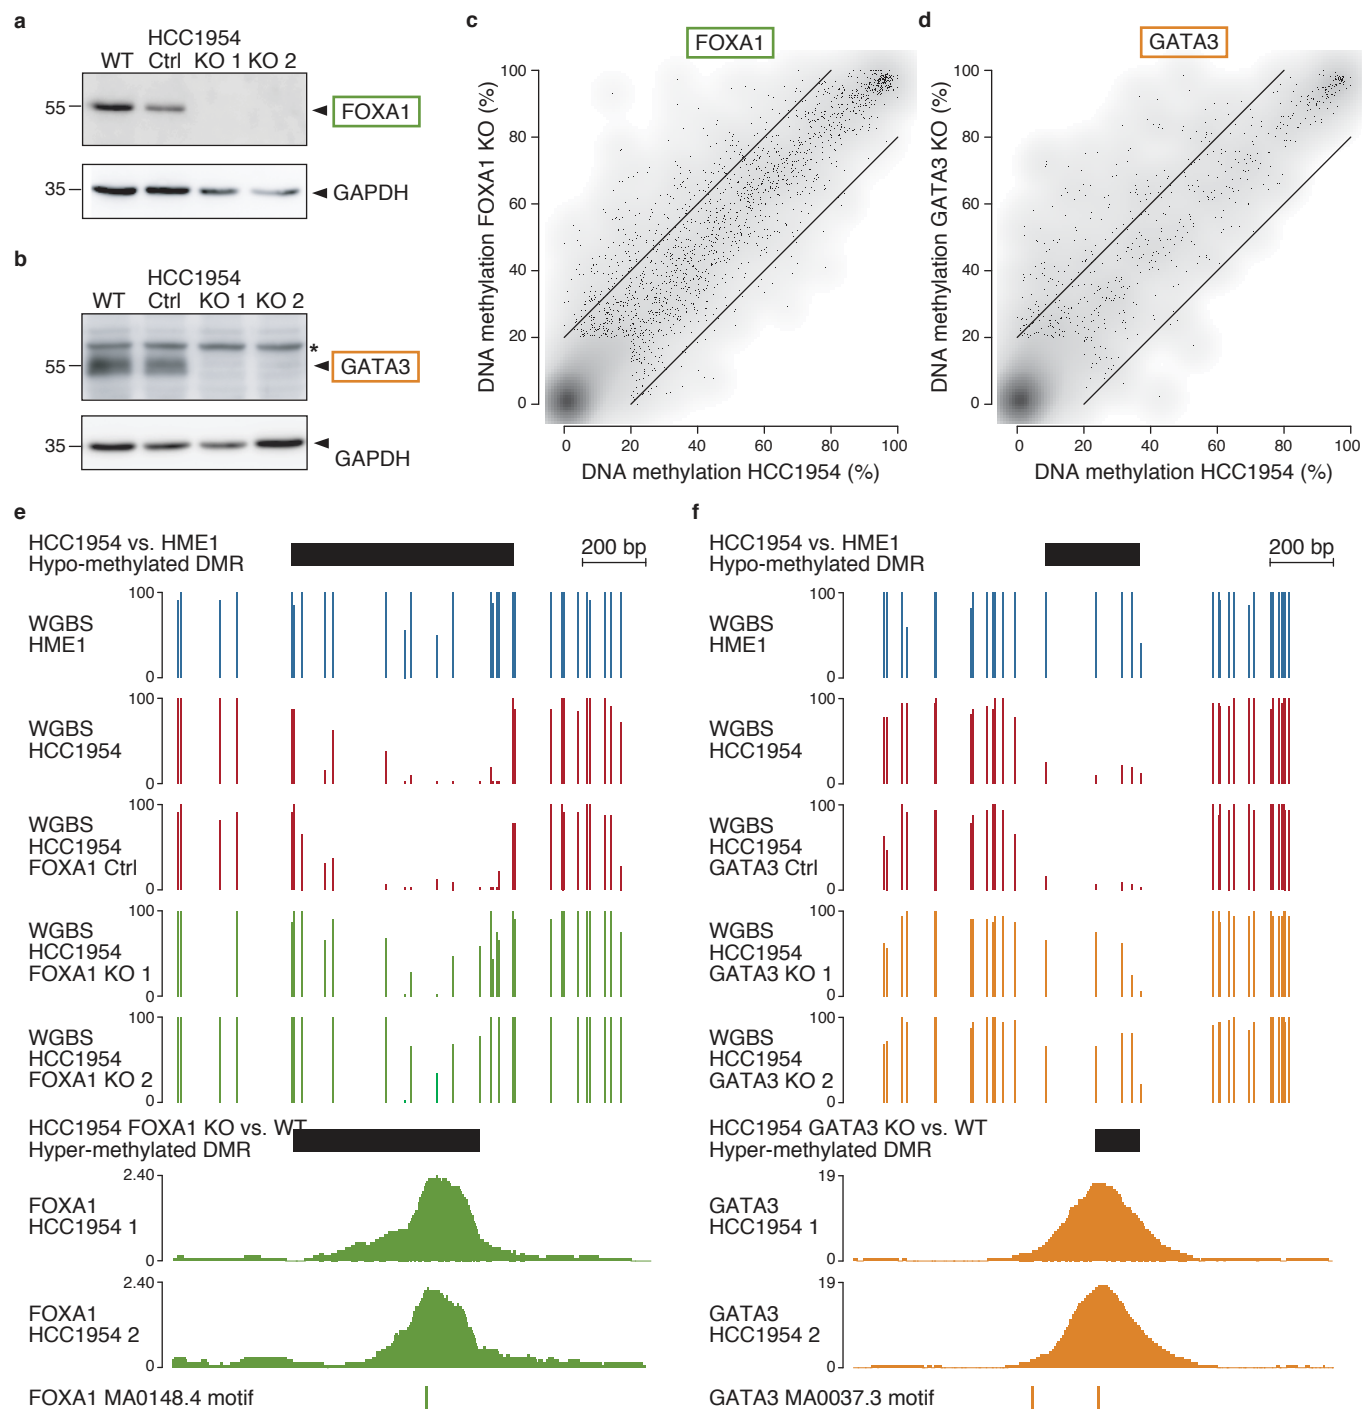 a
HCC1954
WT Ctrl KO 1 KO 2
55
FOXA1
35
GAPDH
b
HCC1954
WT Ctrl KO 1 KO 2
*
55
GATA3
35
GAPDH
c
FOXA1
DNA methylation FOXA1 KO (%)
100
80
60
40
20
0
0 20 40 60 80 100
DNA methylation HCC1954 (%)
d
GATA3
DNA methylation GATA3 KO (%)
100
80
60
40
20
0
0 20 40 60 80 100
DNA methylation HCC1954 (%)
e
HCC1954 vs. HME1
Hypo-methylated DMR
200 bp
100
WGBS
HME1
0
100
WGBS
HCC1954
0
100
WGBS
HCC1954
FOXA1 Ctrl
0
100
WGBS
HCC1954
FOXA1 KO 1
0
100
WGBS
HCC1954
FOXA1 KO 2
0
HCC1954 FOXA1 KO vs. WT
Hyper-methylated DMR
2.40
FOXA1
HCC1954 1
0
2.40
FOXA1
HCC1954 2
0
FOXA1 MA0148.4 motif
f
HCC1954 vs. HME1
Hypo-methylated DMR
200 bp
100
WGBS
HME1
0
100
WGBS
HCC1954
0
100
WGBS
HCC1954
GATA3 Ctrl
0
100
WGBS
HCC1954
GATA3 KO 1
0
100
WGBS
HCC1954
GATA3 KO 2
0
HCC1954 GATA3 KO vs. WT
Hyper-methylated DMR
19
GATA3
HCC1954 1
0
19
GATA3
HCC1954 2
0
GATA3 MA0037.3 motif